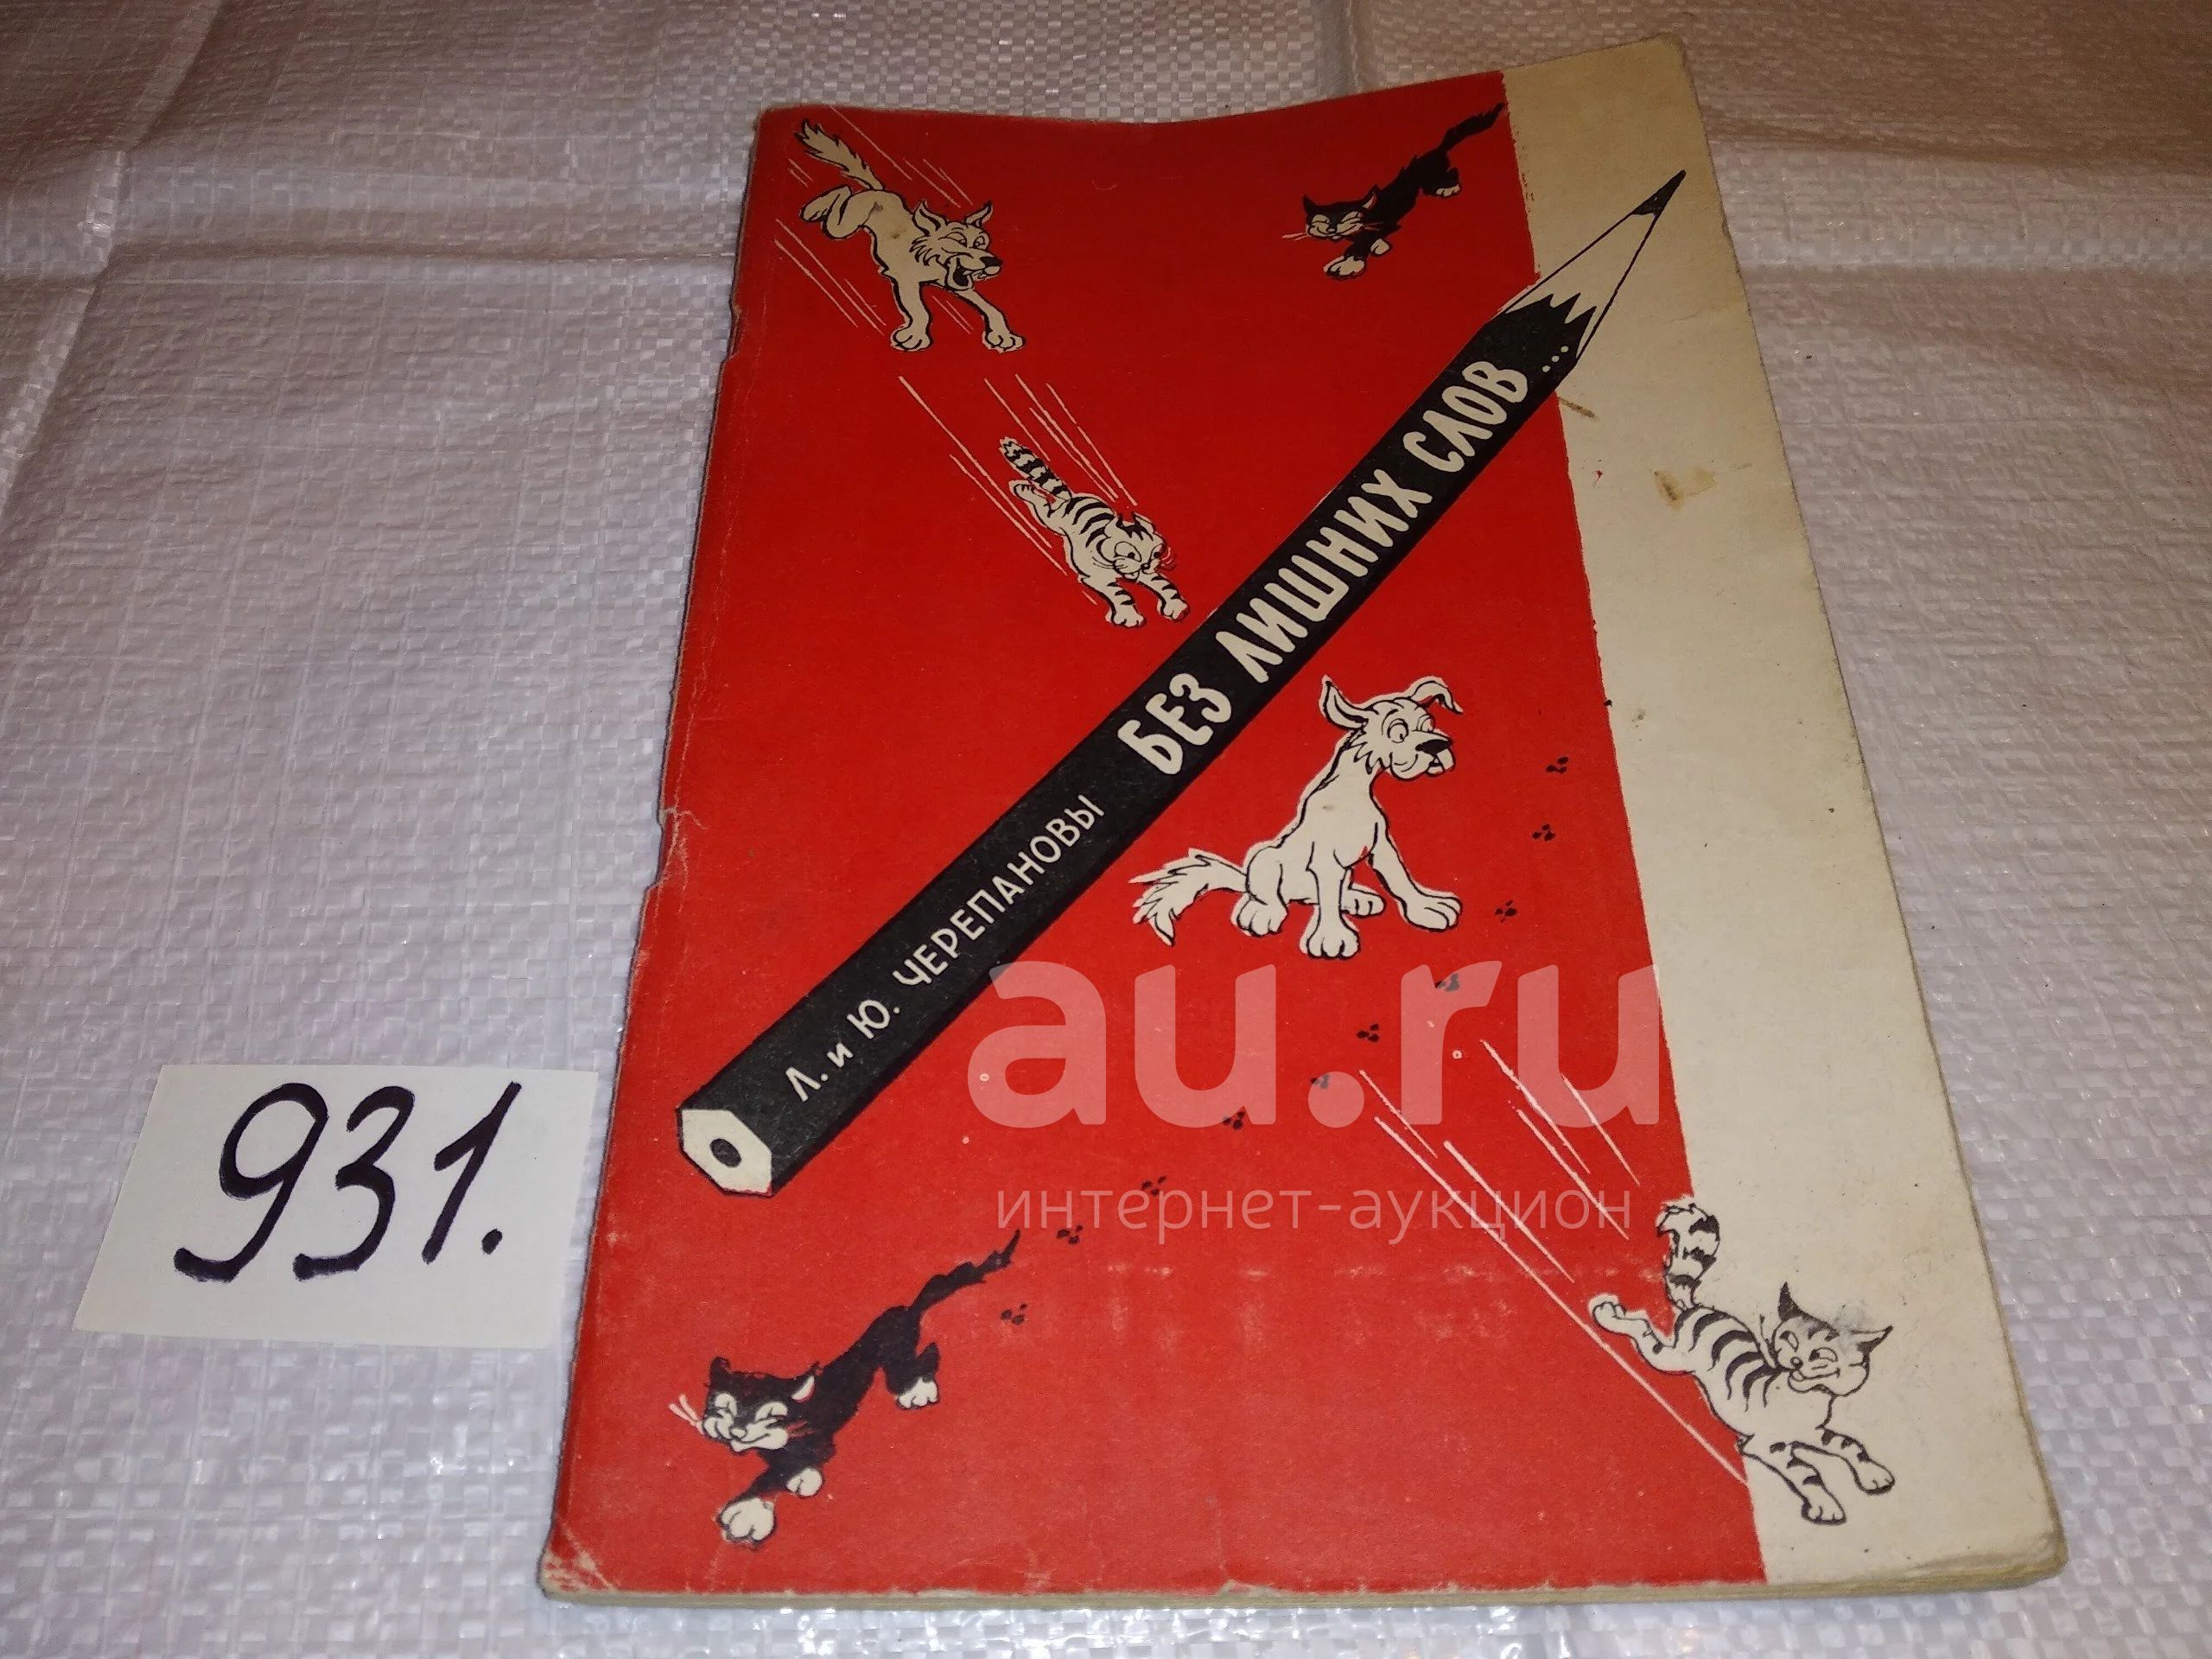 БЕЗ ЛИШНИХ СЛОВ...
Л. и Ю. ЧЕРЕПАНОВЫ
au.ru
интернет-аукцион
931.